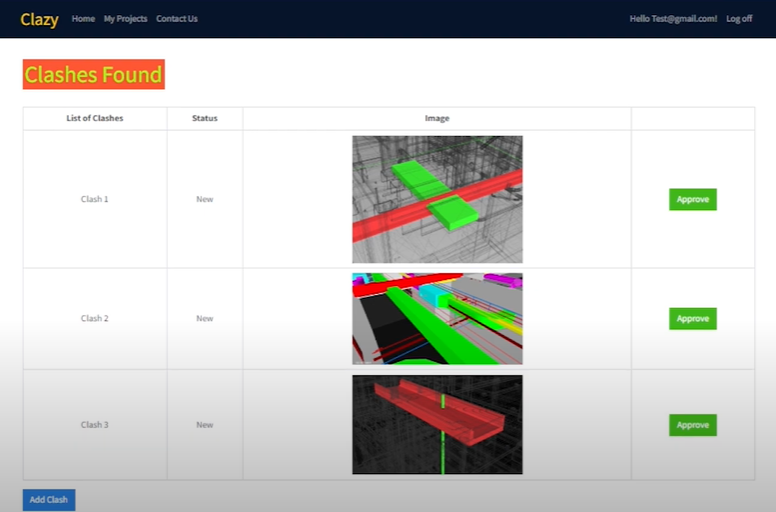 Clazy Home My Projects Contact Us Hello Test@gmail.com! Log off
Clashes Found
List of Clashes Status Image
Clash 1 New Approve
Clash 2 New Approve
Clash 3 New Approve
Add Clash